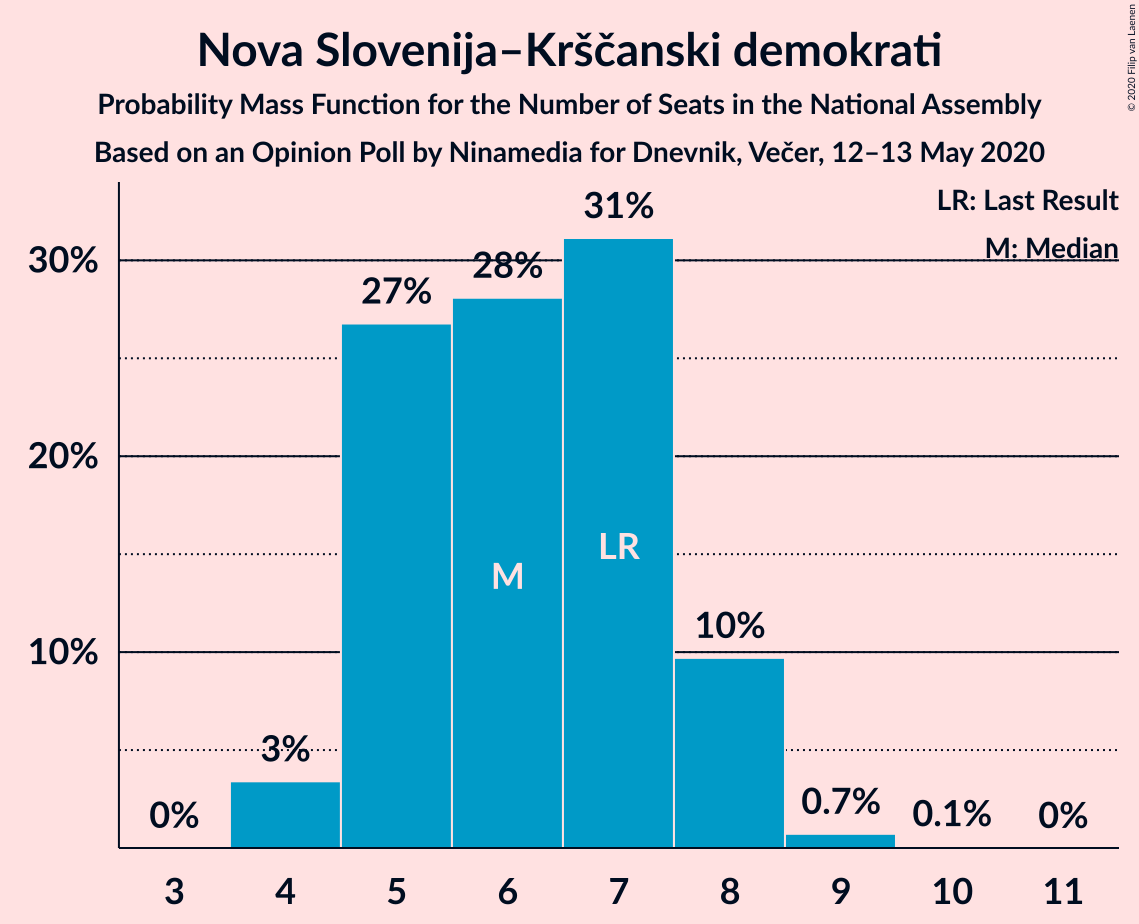 Nova Slovenija–Krščanski demokrati
Probability Mass Function for the Number of Seats in the National Assembly
Based on an Opinion Poll by Ninamedia for Dnevnik, Večer, 12–13 May 2020
© 2020 Filip van Laenen
LR: Last Result
M: Median
30%
20%
10%
0%
3%
27%
28%
31%
10%
0.7%
0.1%
0%
M
LR
3 4 5 6 7 8 9 10 11